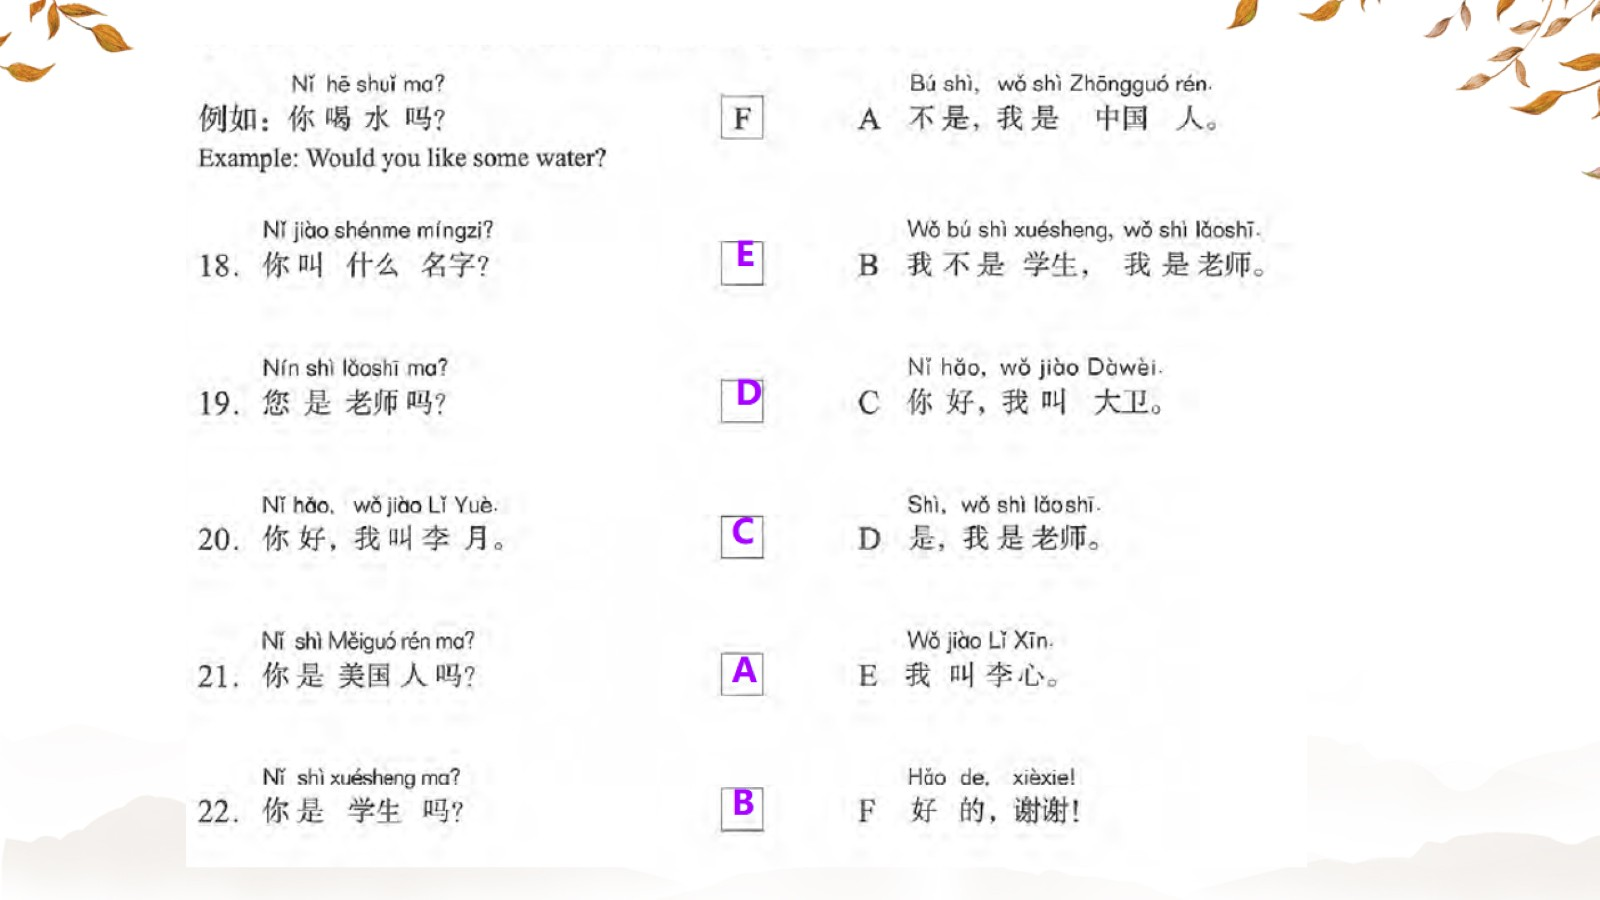 Nǐ hē shuǐ ma?
例如：你喝水吗？
Example: Would you like some water?
F
Bú shì, wǒ shì Zhōngguó rén.
A 不是，我是中国人。
Nǐ jiào shénme míngzi?
18. 你叫什么名字？
E
Wǒ bú shì xuésheng, wǒ shì lǎoshī.
B 我不是学生，我是老师。
Nín shì lǎoshī ma?
19. 您是老师吗？
D
Nǐ hǎo, wǒ jiào Dàwèi.
C 你好，我叫大卫。
Nǐ hǎo, wǒ jiào Lǐ Yuè.
20. 你好，我叫李月。
C
Shì, wǒ shì lǎoshī.
D 是，我是老师。
Nǐ shì Měiguó rén ma?
21. 你是美国人吗？
A
Wǒ jiào Lǐ Xīn.
E 我叫李心。
Nǐ shì xuésheng ma?
22. 你是学生吗？
B
Hǎo de, xièxie!
F 好的，谢谢！